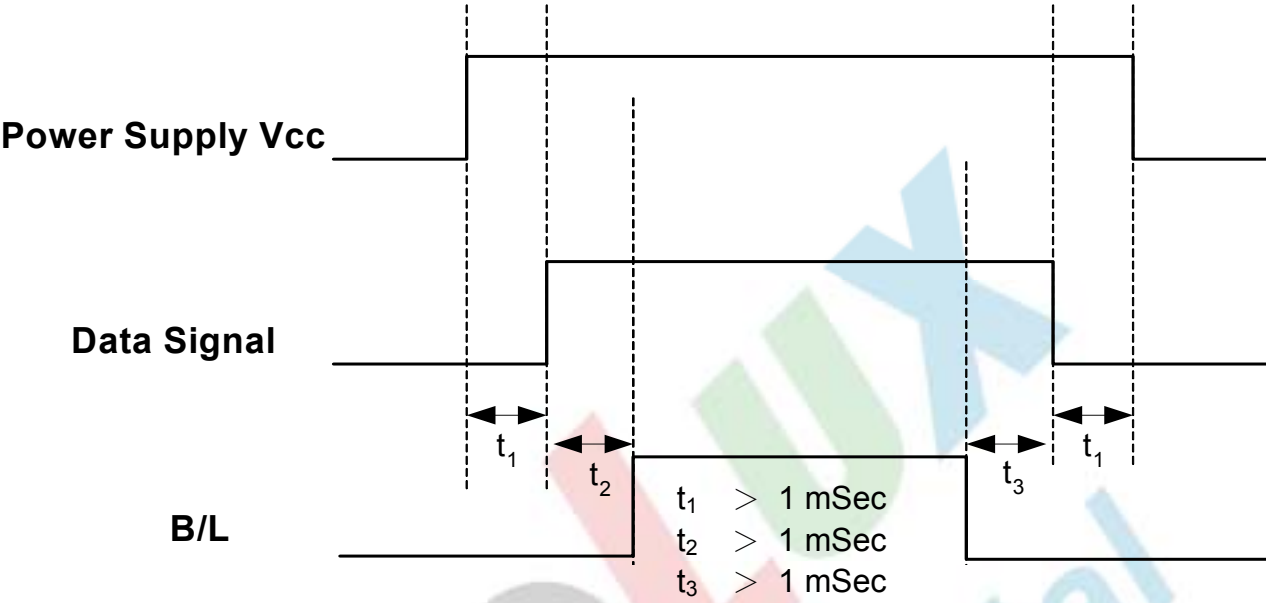 Power Supply Vcc
Data Signal
t1
t2
t3
t1
B/L
t1 > 1 mSec
t2 > 1 mSec
t3 > 1 mSec